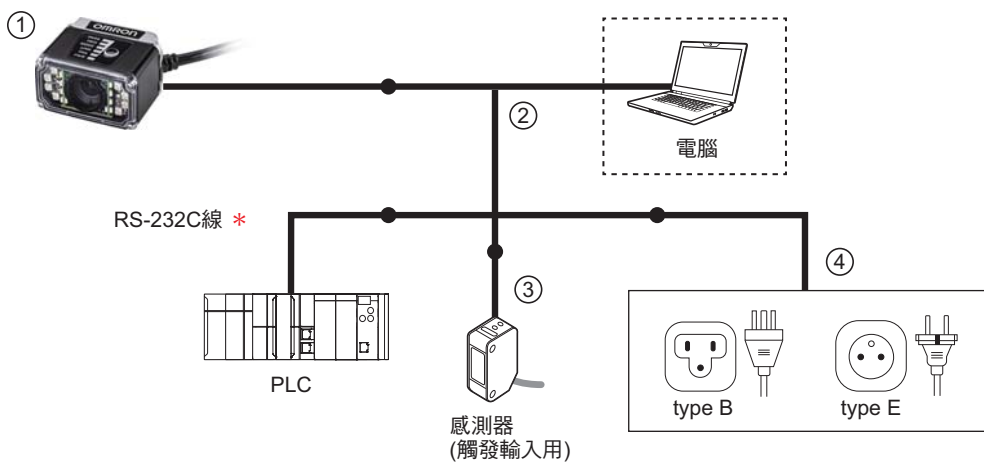 ①
OMRON
②
電腦
RS-232C線 *
PLC
③
感測器
(觸發輸入用)
④
type B
type E